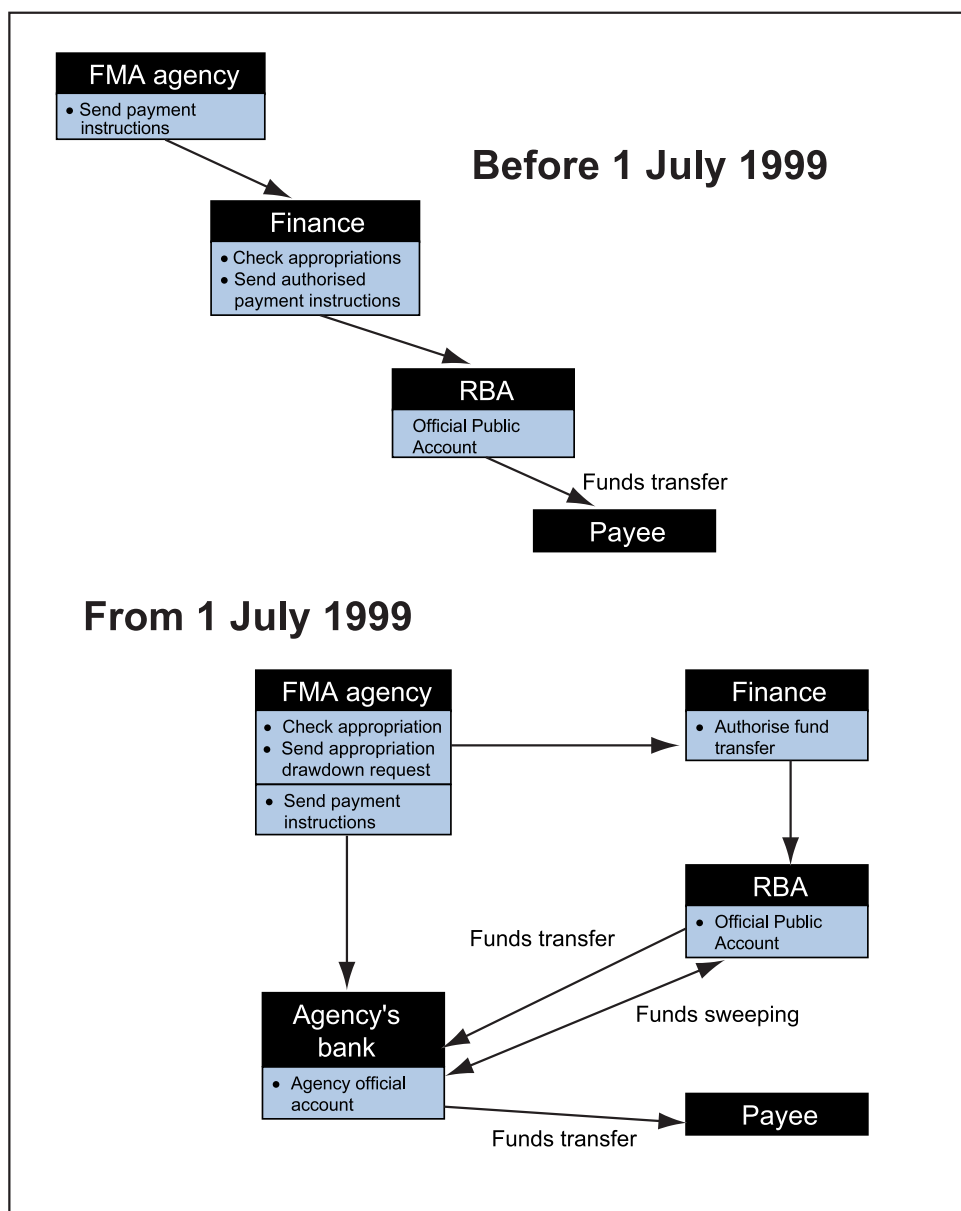 FMA agency
● Send payment
instructions
Before 1 July 1999
Finance
● Check appropriations
● Send authorised
payment instructions
RBA
Official Public
Account
Funds transfer
Payee
From 1 July 1999
FMA agency
● Check appropriation
● Send appropriation
drawdown request
● Send payment
instructions
Finance
● Authorise fund
transfer
RBA
● Official Public
Account
Funds transfer
Funds sweeping
Agency's
bank
● Agency official
account
Funds transfer
Payee